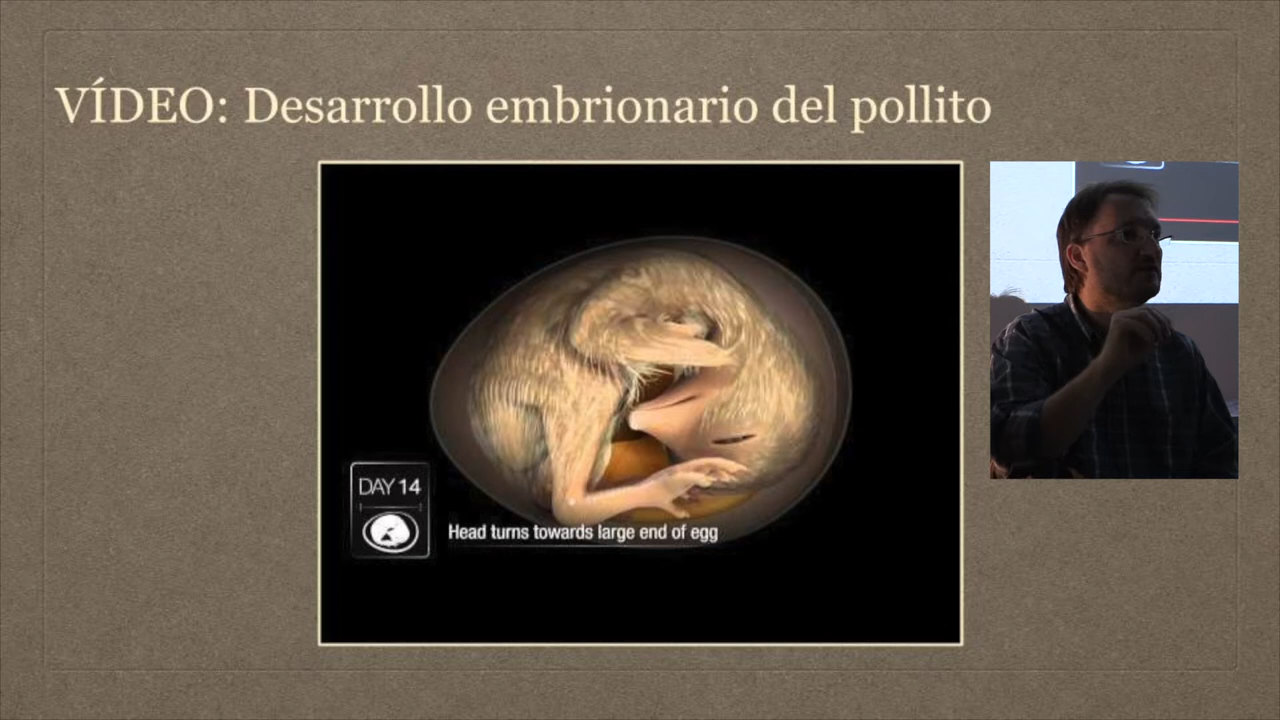 VÍDEO: Desarrollo embrionario del pollito
DAY 14
Head turns towards large end of egg